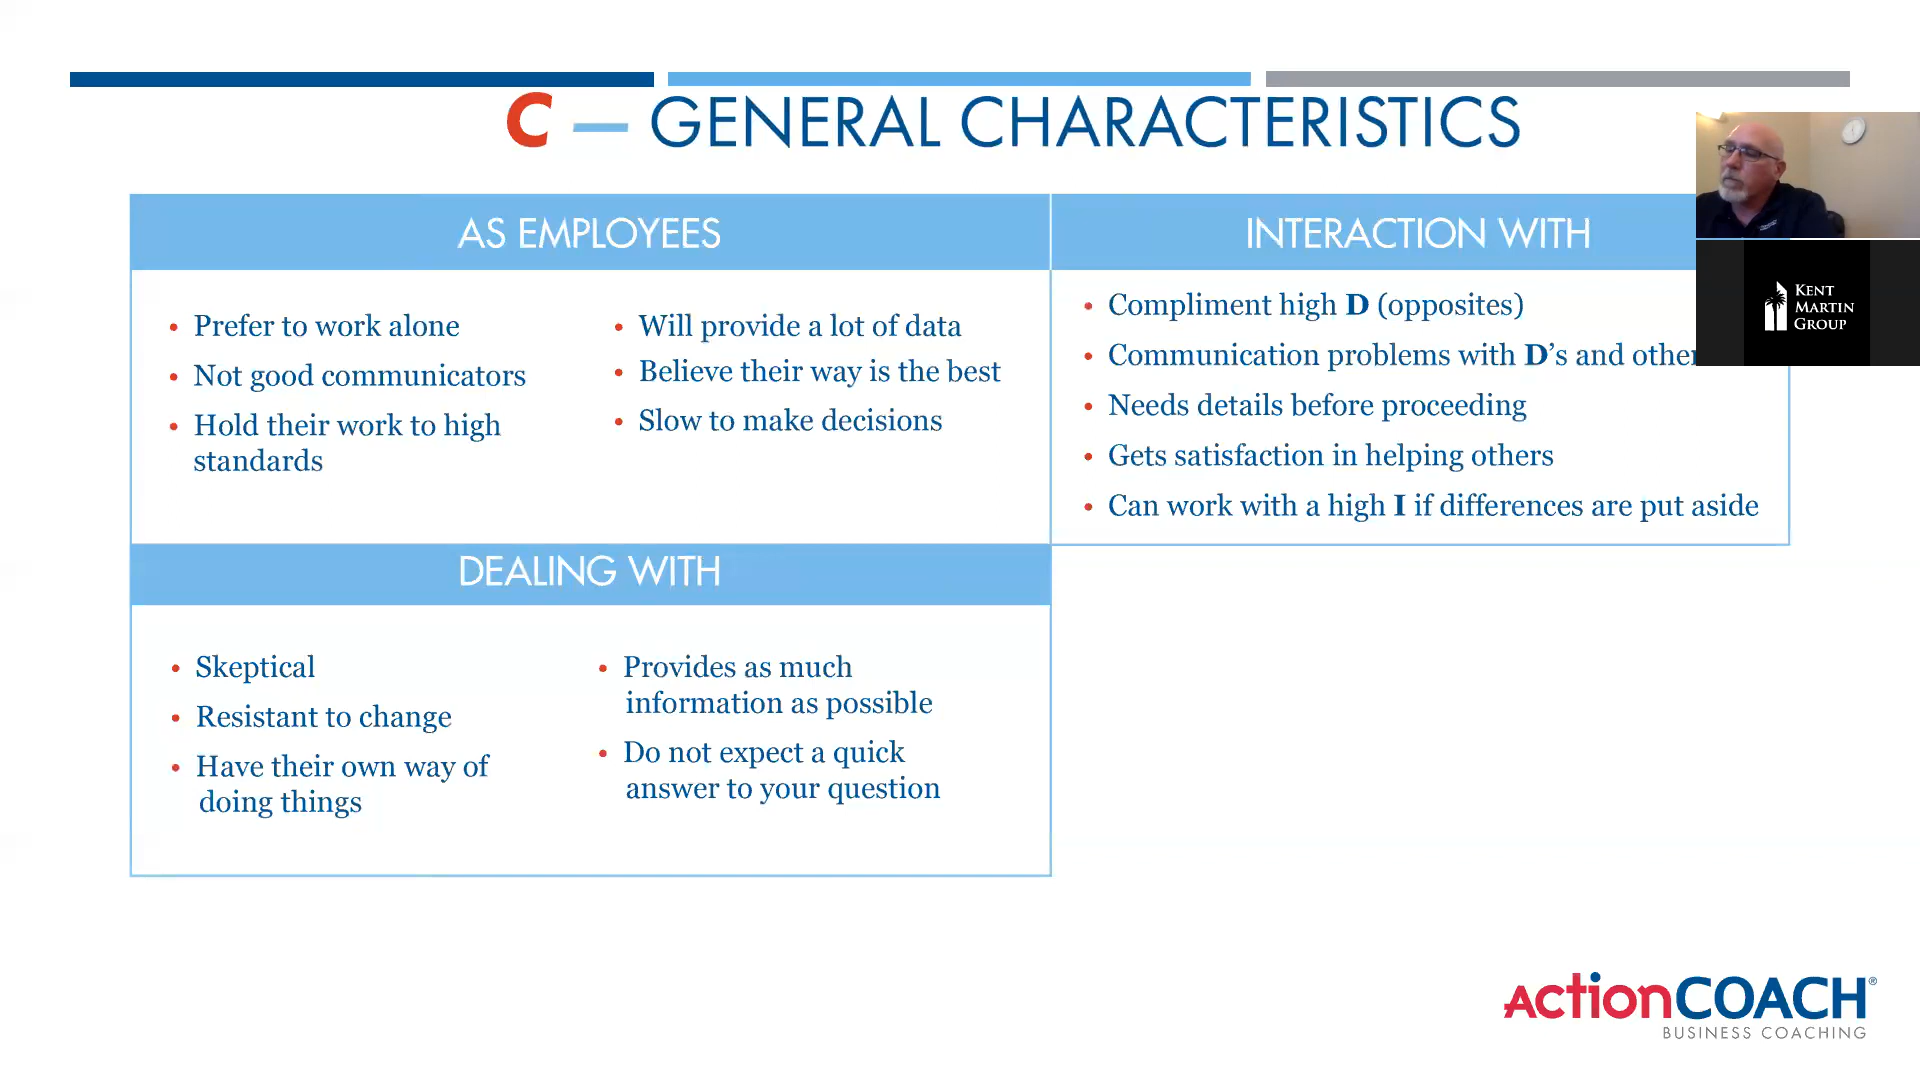 C — GENERAL CHARACTERISTICS
AS EMPLOYEES
• Prefer to work alone
• Not good communicators
• Hold their work to high
standards
• Will provide a lot of data
• Believe their way is the best
• Slow to make decisions
INTERACTION WITH
• Compliment high D (opposites)
• Communication problems with D’s and other
• Needs details before proceeding
• Gets satisfaction in helping others
• Can work with a high I if differences are put aside
DEALING WITH
• Skeptical
• Resistant to change
• Have their own way of
doing things
• Provides as much
information as possible
• Do not expect a quick
answer to your question
KENT
MARTIN
GROUP
ActionCOACH®
BUSINESS COACHING